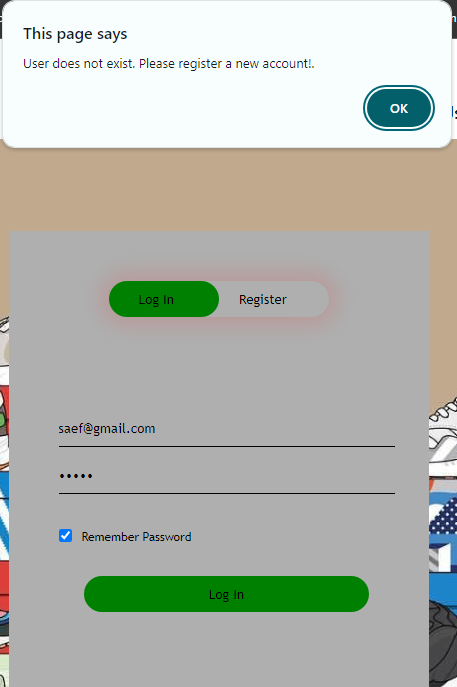 This page says
User does not exist. Please register a new account!.
OK
Log In
Register
saef@gmail.com
•••••
Remember Password
Log In